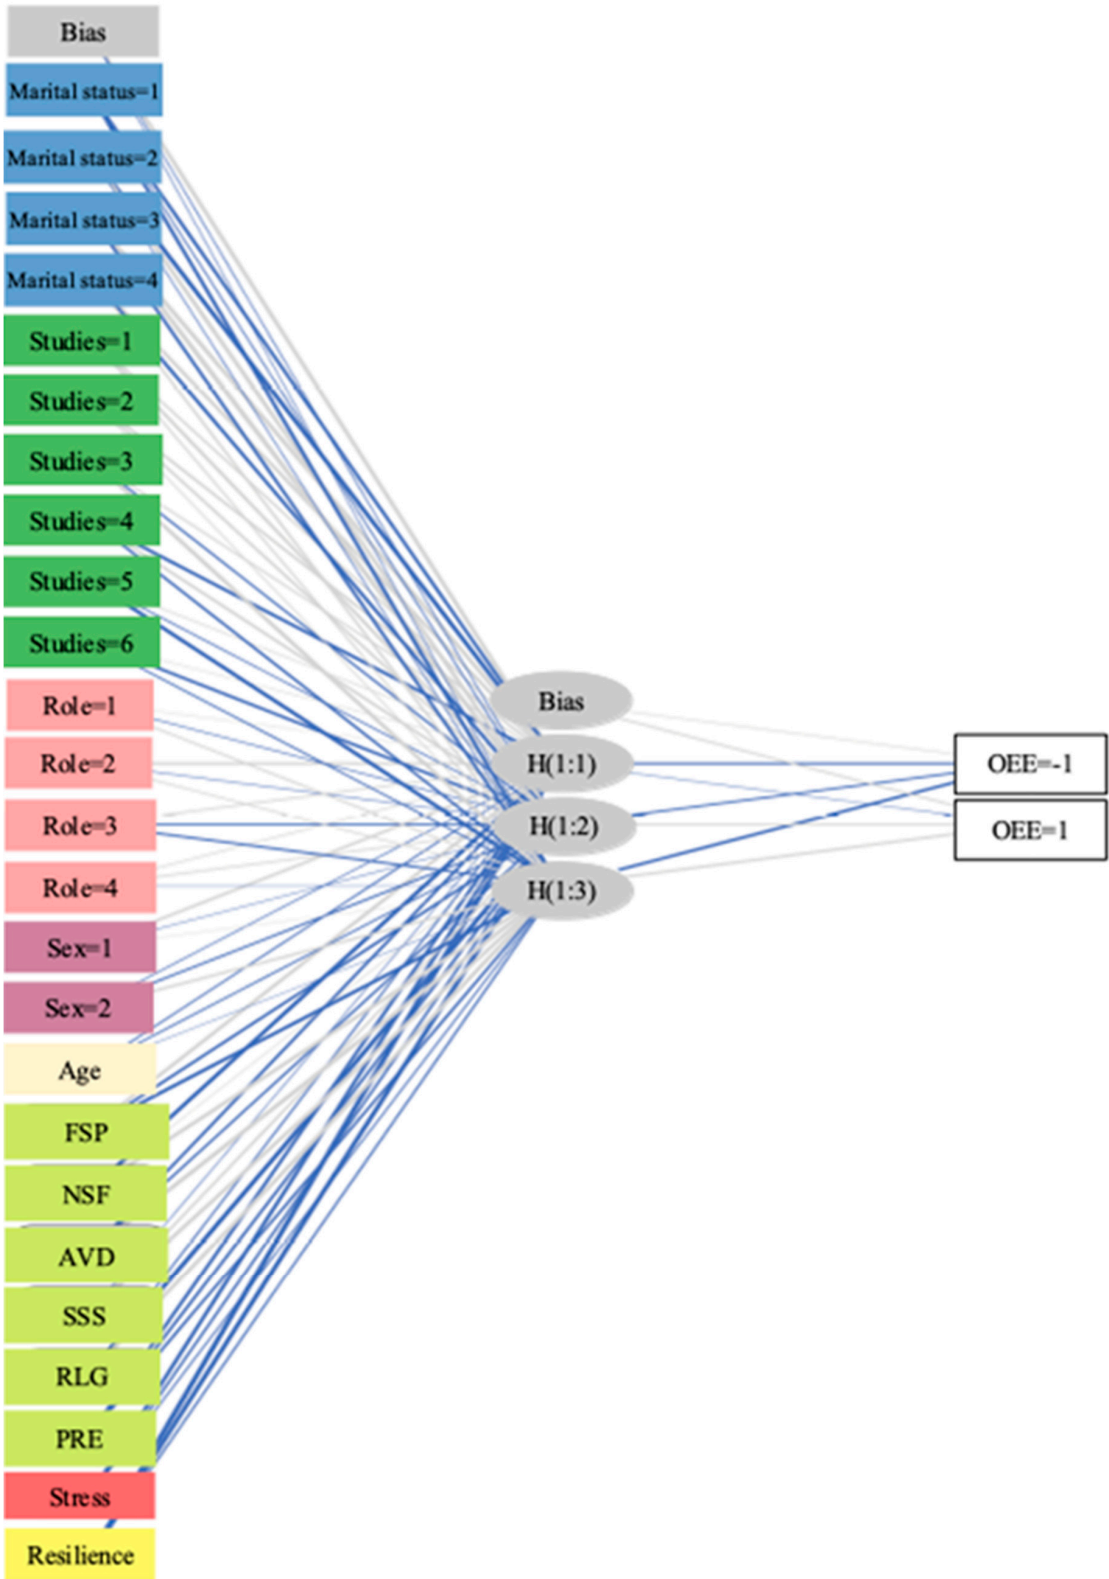 Bias
Marital status=1
Marital status=2
Marital status=3
Marital status=4
Studies=1
Studies=2
Studies=3
Studies=4
Studies=5
Studies=6
Role=1
Role=2
Role=3
Role=4
Sex=1
Sex=2
Age
FSP
NSF
AVD
SSS
RLG
PRE
Stress
Resilience
Bias
H(1:1)
H(1:2)
H(1:3)
OEE=-1
OEE=1